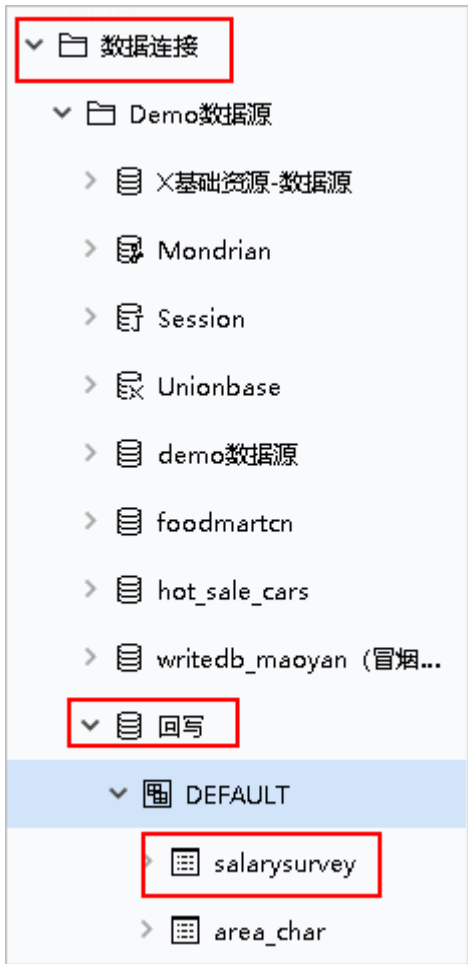 数据连接
Demo数据源
X基础资源-数据源
Mondrian
Session
Unionbase
demo数据源
foodmartcn
hot_sale_cars
writedb_maoyan（冒烟...
回写
DEFAULT
salarysurvey
area_char